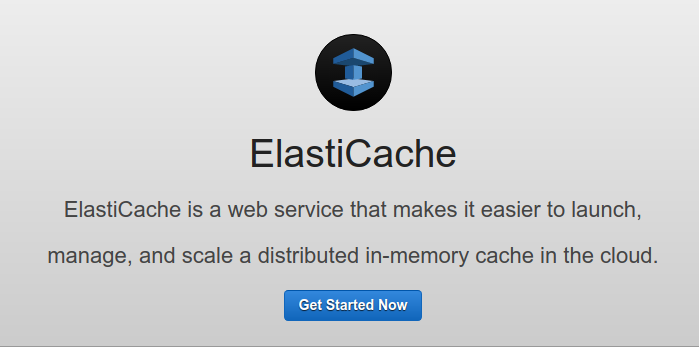 ElastiCache
ElastiCache is a web service that makes it easier to launch,
manage, and scale a distributed in-memory cache in the cloud.
Get Started Now